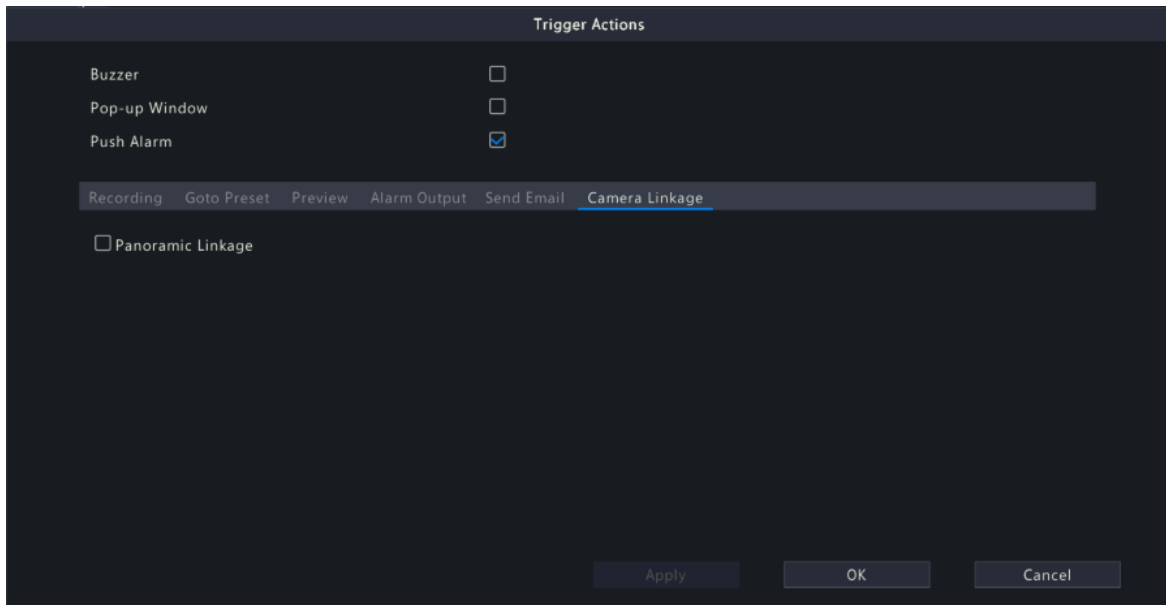 Trigger Actions
Buzzer
Pop-up Window
Push Alarm
Recording Goto Preset Preview Alarm Output Send Email Camera Linkage
Panoramic Linkage
Apply OK Cancel